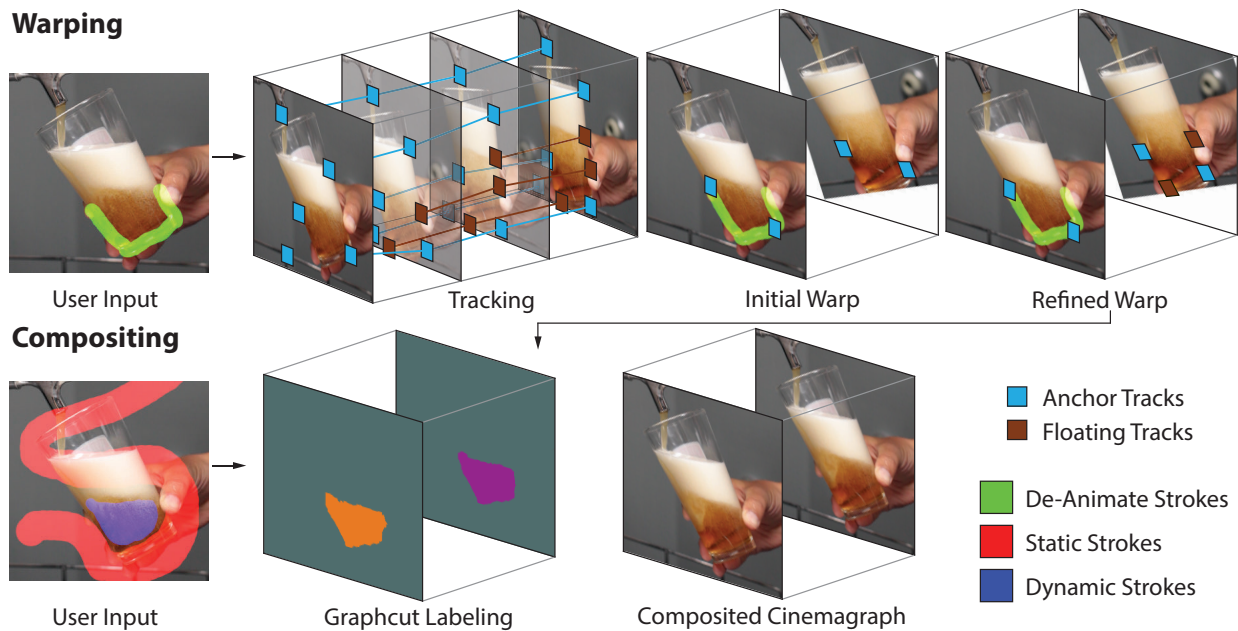 Warping
User Input
Tracking
Initial Warp
Refined Warp
Compositing
User Input
Graphcut Labeling
Composited Cinemagraph
Anchor Tracks
Floating Tracks
De-Animate Strokes
Static Strokes
Dynamic Strokes